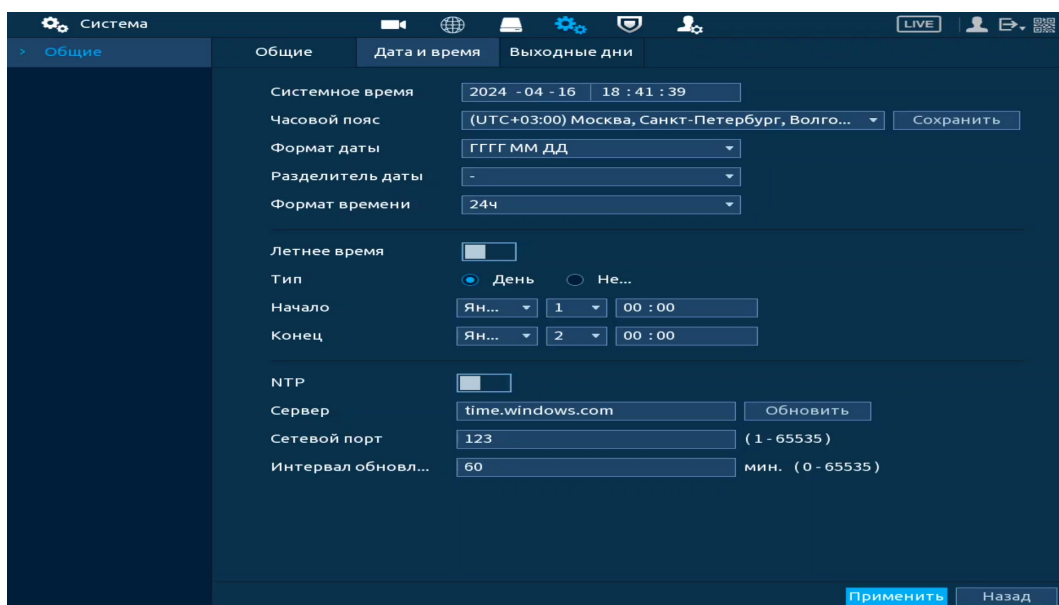 Система LIVE
> Общие
Общие Дата и время Выходные дни
Системное время 2024 - 04 - 16 18 : 41 : 39
Часовой пояс (UTC+03:00) Москва, Санкт-Петербург, Волго... Сохранить
Формат даты ГГГГ ММ ДД
Разделитель даты -
Формат времени 24ч
Летнее время
Тип День Не...
Начало Ян... 1 00 : 00
Конец Ян... 2 00 : 00
NTP
Сервер time.windows.com Обновить
Сетевой порт 123 (1 - 65535)
Интервал обновл... 60 мин. (0 - 65535)
Применить Назад